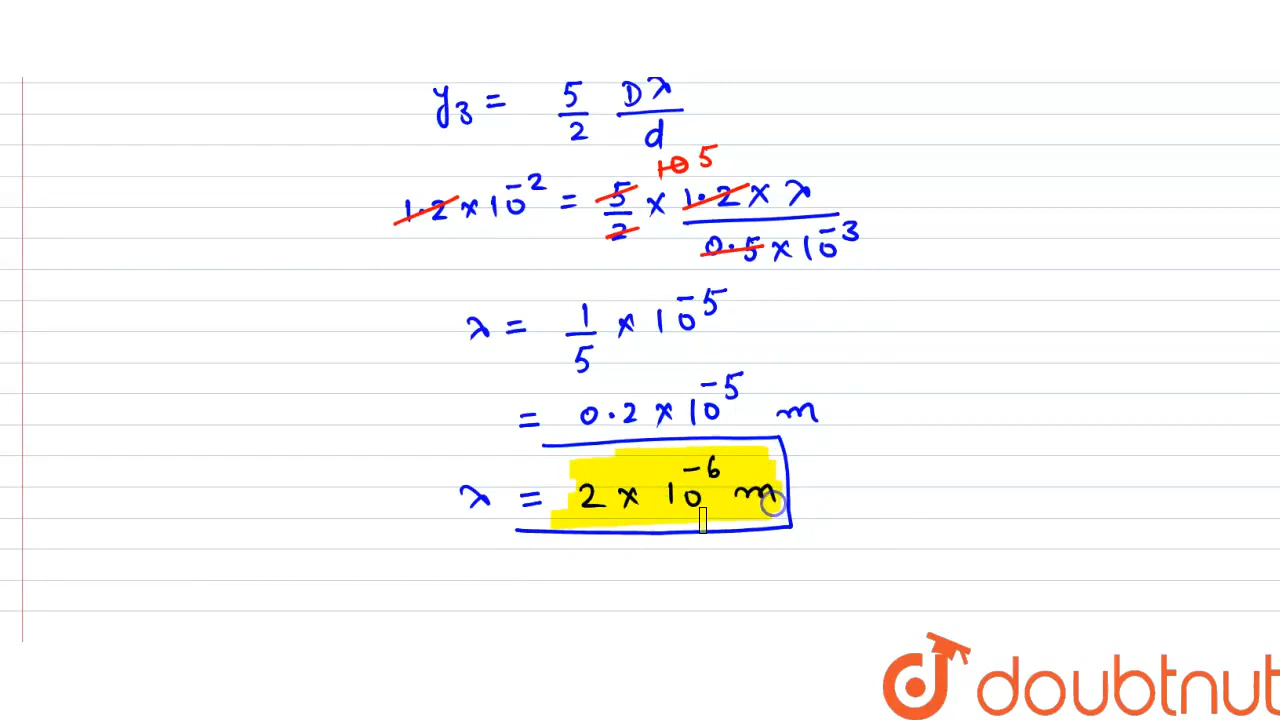 y₃ = 5/2 Dλ/d
10 5
1.2 × 10⁻² = 5/2 × 1.2 × λ / 0.5 × 10⁻³
λ = 1/5 × 10⁻⁵
= 0.2 × 10⁻⁵ m
λ = 2 × 10⁻⁶ m
doubtnut